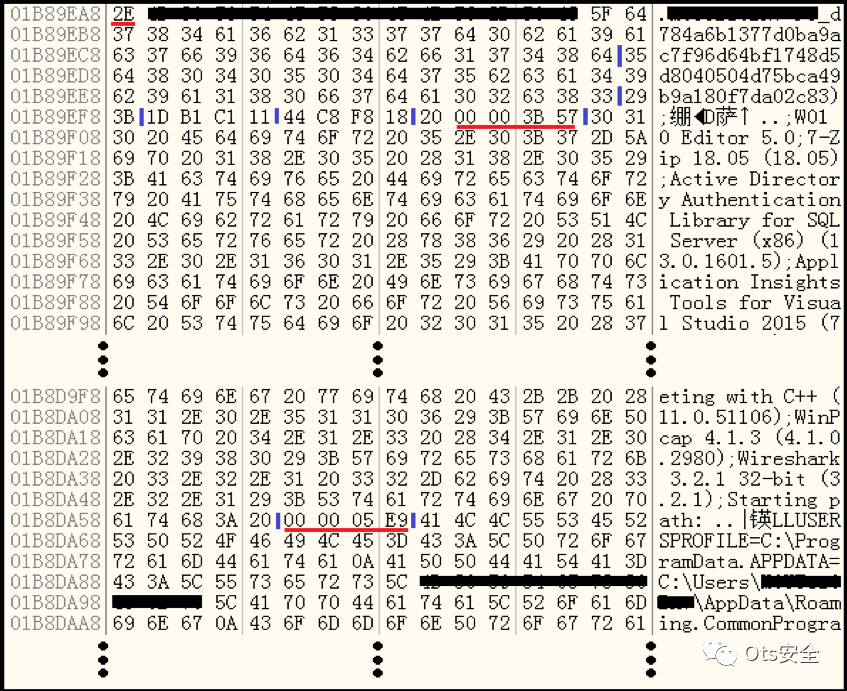 01B89EA8 2E 5F 64 ._d
01B89EB8 37 38 34 61 36 62 31 33 37 37 64 30 62 61 39 61 784a6b1377d0ba9a
01B89EC8 63 37 66 39 36 64 36 34 62 66 31 37 34 38 64 35 c7f96d64bf1748d5
01B89ED8 64 38 30 34 30 35 30 34 64 37 35 62 63 61 34 39 d8040504d75bca49
01B89EE8 62 39 61 31 38 30 66 37 64 61 30 32 63 38 33 29 b9a180f7da02c83)
01B89EF8 3B 1D B1 C1 11 44 C8 F8 18 20 00 00 3B 57 30 31 ;绷◀D萨↑ ..;W01
01B89F08 30 20 45 64 69 74 6F 72 20 35 2E 30 3B 37 2D 5A 0 Editor 5.0;7-Z
01B89F18 69 70 20 31 38 2E 30 35 20 28 31 38 2E 30 35 29 ip 18.05 (18.05)
01B89F28 3B 41 63 74 69 76 65 20 44 69 72 65 63 74 6F 72 ;Active Director
01B89F38 79 20 41 75 74 68 65 6E 74 69 63 61 74 69 6F 6E y Authentication
01B89F48 20 4C 69 62 72 61 72 79 20 66 6F 72 20 53 51 4C Library for SQL
01B89F58 20 53 65 72 76 65 72 20 28 78 38 36 29 20 28 31 Server (x86) (1
01B89F68 33 2E 30 2E 31 36 30 31 2E 35 29 3B 41 70 70 6C 3.0.1601.5);Appl
01B89F78 69 63 61 74 69 6F 6E 20 49 6E 73 69 67 68 74 73 ication Insights
01B89F88 20 54 6F 6F 6C 73 20 66 6F 72 20 56 69 73 75 61 Tools for Visua
01B89F98 6C 20 53 74 75 64 69 6F 20 32 30 31 35 20 28 37 l Studio 2015 (7
01B8D9F8 65 74 69 6E 67 20 77 69 74 68 20 43 2B 2B 20 28 eting with C++ (
01B8DA08 31 31 2E 30 2E 35 31 31 30 36 29 3B 57 69 6E 50 11.0.51106);WinP
01B8DA18 63 61 70 20 34 2E 31 2E 33 20 28 34 2E 31 2E 30 cap 4.1.3 (4.1.0
01B8DA28 2E 32 39 38 30 29 3B 57 69 72 65 73 68 61 72 6B .2980);Wireshark
01B8DA38 20 33 2E 32 2E 31 20 33 32 2D 62 69 74 20 28 33 3.2.1 32-bit (3
01B8DA48 2E 32 2E 31 29 3B 53 74 61 72 74 69 6E 67 20 70 .2.1);Starting p
01B8DA58 61 74 68 3A 20 00 00 05 E9 41 4C 4C 55 53 45 52 ath: ..|锳LLUSER
01B8DA68 53 50 52 4F 46 49 4C 45 3D 43 3A 5C 50 72 6F 67 SPROFILE=C:\Prog
01B8DA78 72 61 6D 44 61 74 61 0A 41 50 50 44 41 54 41 3D ramData.APPDATA=
01B8DA88 43 3A 5C 55 73 65 72 73 5C C:\Users\
01B8DA98 5C 41 70 70 44 61 74 61 5C 52 6F 61 6D \AppData\Roam
01B8DAA8 69 6E 67 0A 43 6F 6D 6D 6F 6E 50 72 6F 67 72 61 ing.CommonProgra
Ots安全